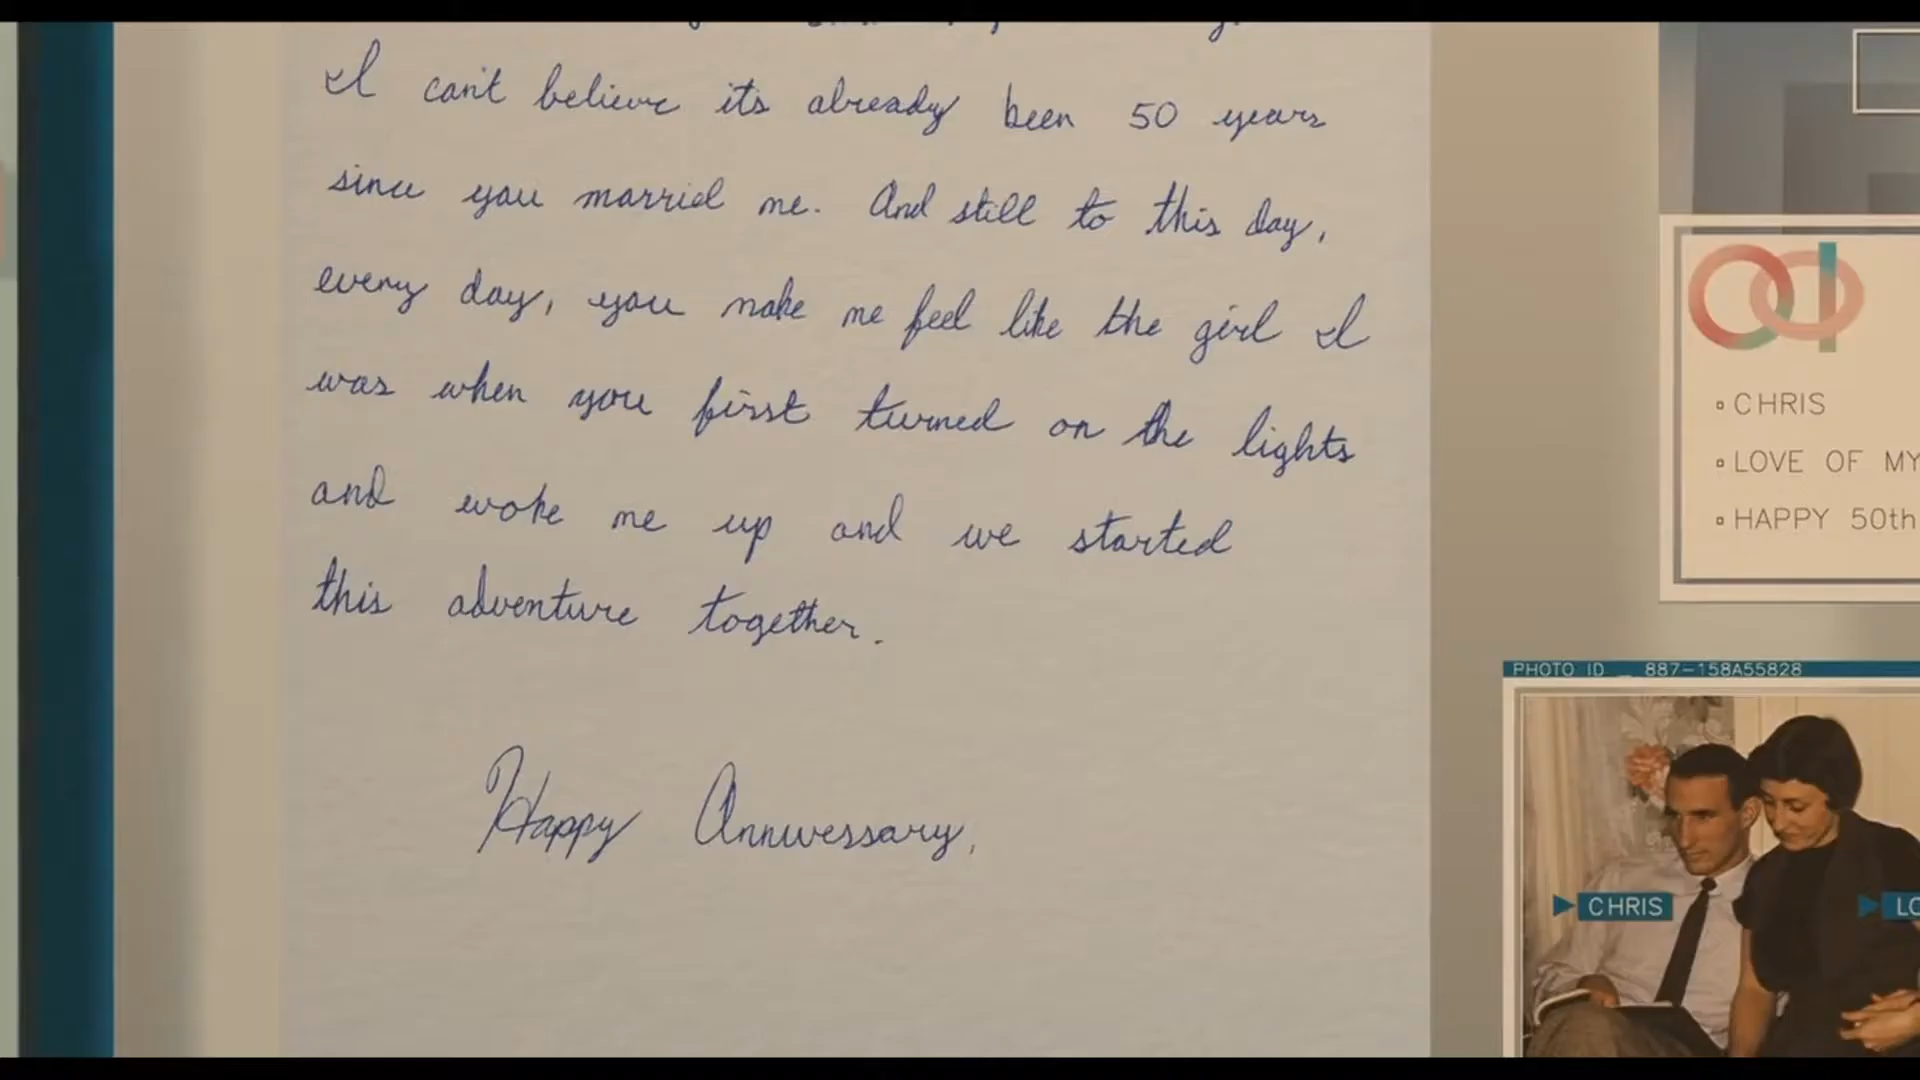 I can't believe it's already been 50 years
since you married me. And still to this day,
every day, you make me feel like the girl I
was when you first turned on the lights
and woke me up and we started
this adventure together.
Happy Anniversary,
CHRIS
LOVE OF MY
HAPPY 50th
PHOTO ID _ 887-158A55828
CHRIS
LO